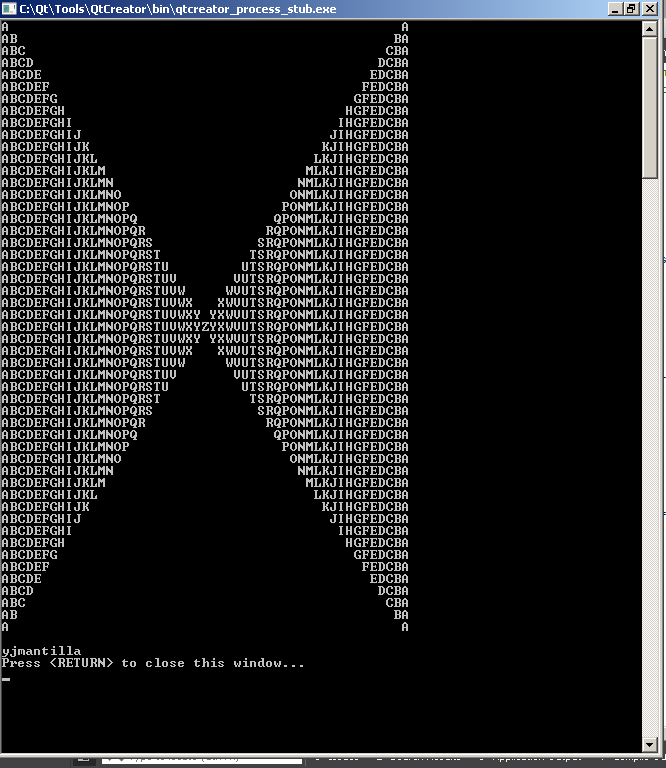 C:\Qt\Tools\QtCreator\bin\qtcreator_process_stub.exe
A                                                 A
AB                                               BA
ABC                                             CBA
ABCD                                           DCBA
ABCDE                                         EDCBA
ABCDEF                                       FEDCBA
ABCDEFG                                     GFEDCBA
ABCDEFGH                                   HGFEDCBA
ABCDEFGHI                                 IHGFEDCBA
ABCDEFGHIJ                               JIHGFEDCBA
ABCDEFGHIJK                             KJIHGFEDCBA
ABCDEFGHIJKL                           LKJIHGFEDCBA
ABCDEFGHIJKLM                         MLKJIHGFEDCBA
ABCDEFGHIJKLMN                       NMLKJIHGFEDCBA
ABCDEFGHIJKLMNO                     ONMLKJIHGFEDCBA
ABCDEFGHIJKLMNOP                   PONMLKJIHGFEDCBA
ABCDEFGHIJKLMNOPQ                 QPONMLKJIHGFEDCBA
ABCDEFGHIJKLMNOPQR               RQPONMLKJIHGFEDCBA
ABCDEFGHIJKLMNOPQRS             SRQPONMLKJIHGFEDCBA
ABCDEFGHIJKLMNOPQRST           TSRQPONMLKJIHGFEDCBA
ABCDEFGHIJKLMNOPQRSTU         UTSRQPONMLKJIHGFEDCBA
ABCDEFGHIJKLMNOPQRSTUV       VUTSRQPONMLKJIHGFEDCBA
ABCDEFGHIJKLMNOPQRSTUVW     WVUTSRQPONMLKJIHGFEDCBA
ABCDEFGHIJKLMNOPQRSTUVWX   XWVUTSRQPONMLKJIHGFEDCBA
ABCDEFGHIJKLMNOPQRSTUVWXY YXWVUTSRQPONMLKJIHGFEDCBA
ABCDEFGHIJKLMNOPQRSTUVWXYZYXWVUTSRQPONMLKJIHGFEDCBA
ABCDEFGHIJKLMNOPQRSTUVWXY YXWVUTSRQPONMLKJIHGFEDCBA
ABCDEFGHIJKLMNOPQRSTUVWX   XWVUTSRQPONMLKJIHGFEDCBA
ABCDEFGHIJKLMNOPQRSTUVW     WVUTSRQPONMLKJIHGFEDCBA
ABCDEFGHIJKLMNOPQRSTUV       VUTSRQPONMLKJIHGFEDCBA
ABCDEFGHIJKLMNOPQRSTU         UTSRQPONMLKJIHGFEDCBA
ABCDEFGHIJKLMNOPQRST           TSRQPONMLKJIHGFEDCBA
ABCDEFGHIJKLMNOPQRS             SRQPONMLKJIHGFEDCBA
ABCDEFGHIJKLMNOPQR               RQPONMLKJIHGFEDCBA
ABCDEFGHIJKLMNOPQ                 QPONMLKJIHGFEDCBA
ABCDEFGHIJKLMNOP                   PONMLKJIHGFEDCBA
ABCDEFGHIJKLMNO                     ONMLKJIHGFEDCBA
ABCDEFGHIJKLMN                       NMLKJIHGFEDCBA
ABCDEFGHIJKLM                         MLKJIHGFEDCBA
ABCDEFGHIJKL                           LKJIHGFEDCBA
ABCDEFGHIJK                             KJIHGFEDCBA
ABCDEFGHIJ                               JIHGFEDCBA
ABCDEFGHI                                 IHGFEDCBA
ABCDEFGH                                   HGFEDCBA
ABCDEFG                                     GFEDCBA
ABCDEF                                       FEDCBA
ABCDE                                         EDCBA
ABCD                                           DCBA
ABC                                             CBA
AB                                               BA
A                                                 A
yjmantilla
Press <RETURN> to close this window...